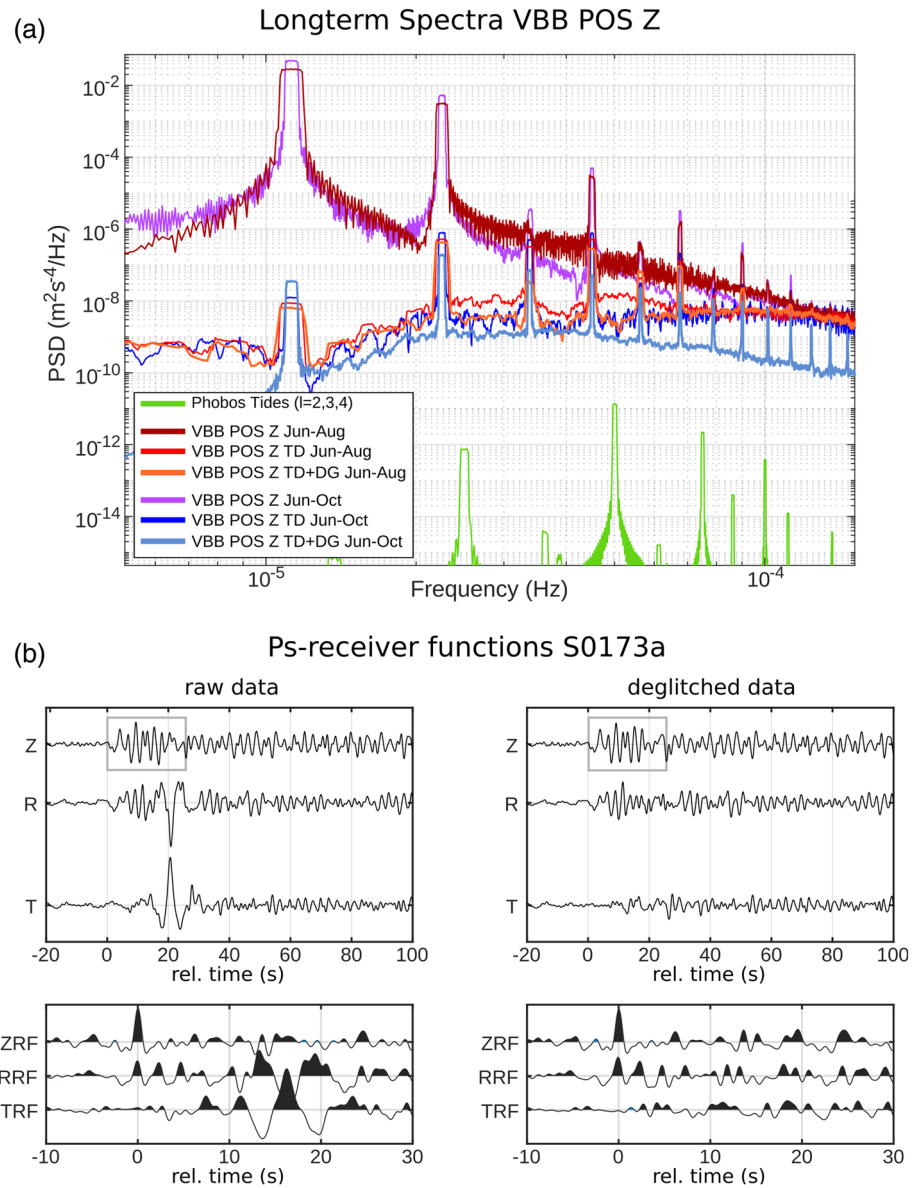 (a)
Longterm Spectra VBB POS Z
PSD (m²s⁻⁴/Hz)
10⁻²
10⁻⁴
10⁻⁶
10⁻⁸
10⁻¹⁰
10⁻¹²
10⁻¹⁴
Phobos Tides (l=2,3,4)
VBB POS Z Jun-Aug
VBB POS Z TD Jun-Aug
VBB POS Z TD+DG Jun-Aug
VBB POS Z Jun-Oct
VBB POS Z TD Jun-Oct
VBB POS Z TD+DG Jun-Oct
10⁻⁵ 10⁻⁴
Frequency (Hz)
(b)
Ps-receiver functions S0173a
raw data
Z
R
T
-20 0 20 40 60 80 100
rel. time (s)
deglitched data
Z
R
T
-20 0 20 40 60 80 100
rel. time (s)
ZRF
RRF
TRF
-10 0 10 20 30
rel. time (s)
ZRF
RRF
TRF
-10 0 10 20 30
rel. time (s)